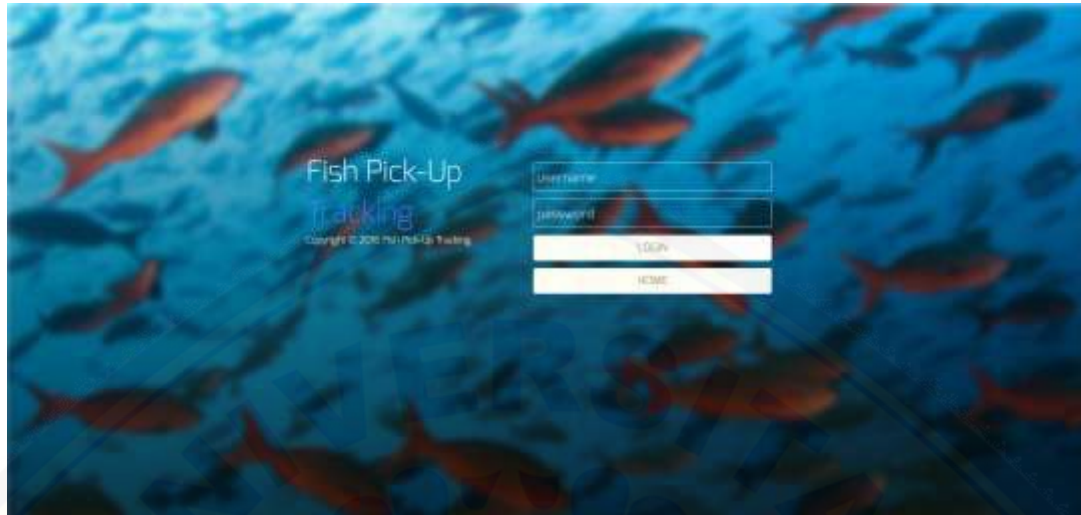 Fish Pick-Up
Tracking
Copyright © 2016 Fish Pick-Up Tracking
username
password
LOGIN
HOME